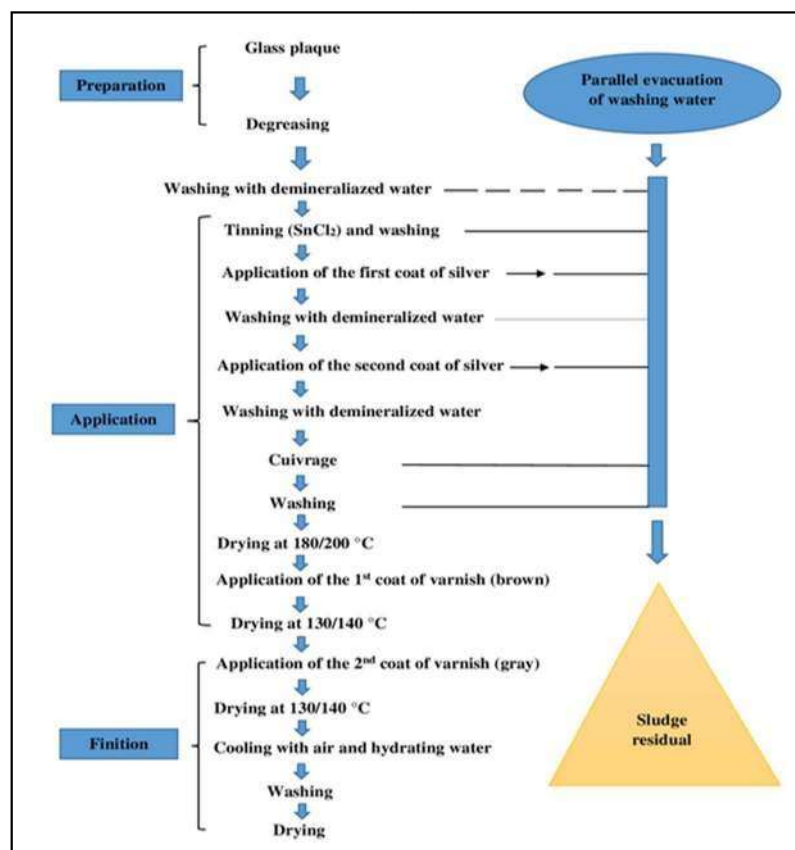 Glass plaque
Preparation
Degreasing
Parallel evacuation
of washing water
Washing with demineraliazed water
Tinning (SnCl₂) and washing
Application of the first coat of silver
Washing with demineralized water
Application of the second coat of silver
Washing with demineralized water
Application
Cuivrage
Washing
Drying at 180/200 °C
Application of the 1ˢᵗ coat of varnish (brown)
Drying at 130/140 °C
Application of the 2ⁿᵈ coat of varnish (gray)
Drying at 130/140 °C
Finition
Cooling with air and hydrating water
Washing
Drying
Sludge
residual